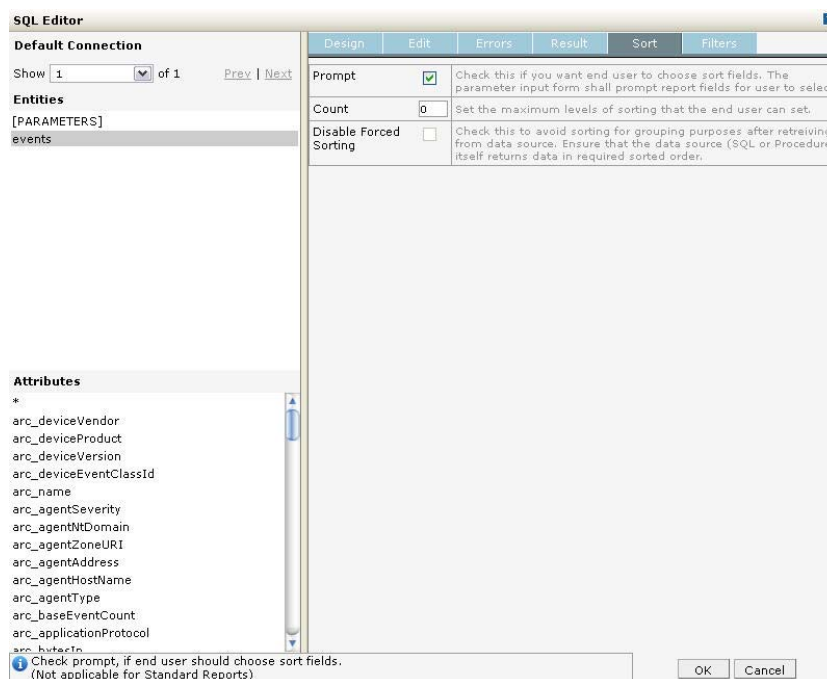 SQL Editor
Default Connection
Show 1 of 1 Prev | Next
Entities
[PARAMETERS]
events
Attributes
*
arc_deviceVendor
arc_deviceProduct
arc_deviceVersion
arc_deviceEventClassId
arc_name
arc_agentSeverity
arc_agentNtDomain
arc_agentZoneURI
arc_agentAddress
arc_agentHostName
arc_agentType
arc_baseEventCount
arc_applicationProtocol
arc_bytesIn
Design Edit Errors Result Sort Filters
Prompt
Check this if you want end user to choose sort fields. The
parameter input form shall prompt report fields for user to selec
Count 0 Set the maximum levels of sorting that the end user can set.
Disable Forced
Sorting
Check this to avoid sorting for grouping purposes after retreiving
from data source. Ensure that the data source (SQL or Procedure
itself returns data in required sorted order.
Check prompt, if end user should choose sort fields.
(Not applicable for Standard Reports)
OK Cancel